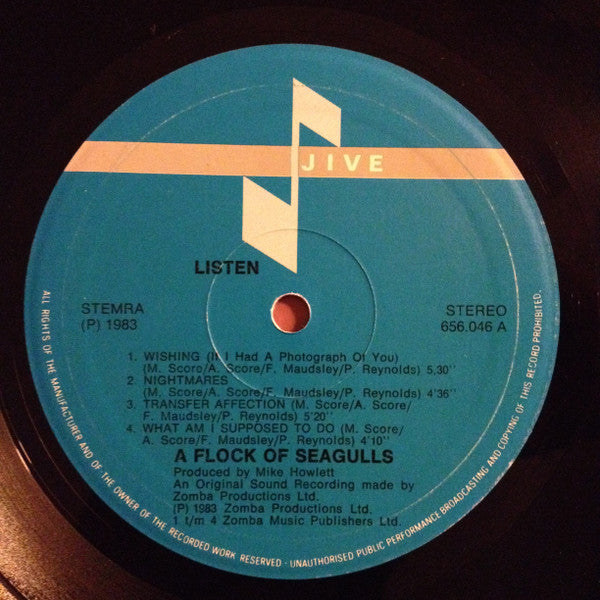 JIVE
LISTEN
STEMRA
(P) 1983
STEREO
656.046 A
1. WISHING (If I Had A Photograph Of You)
(M. Score/A. Score/F. Maudsley/P. Reynolds) 5,30''
2. NIGHTMARES
(M. Score/A. Score/F. Maudsley/P. Reynolds) 4'36''
3. TRANSFER AFFECTION (M. Score/A. Score/
F. Maudsley/P. Reynolds) 5'20''
4. WHAT AM I SUPPOSED TO DO (M. Score/
A. Score/F. Maudsley/P. Reynolds) 4'10''
A FLOCK OF SEAGULLS
Produced by Mike Howlett
An Original Sound Recording made by
Zomba Productions Ltd.
(P) 1983 Zomba Productions Ltd.
1 t/m 4 Zomba Music Publishers Ltd.
ALL RIGHTS OF THE MANUFACTURER AND OF THE OWNER OF THE RECORDED WORK RESERVED - UNAUTHORISED PUBLIC PERFORMANCE BROADCASTING AND COPYING OF THIS RECORD PROHIBITED.